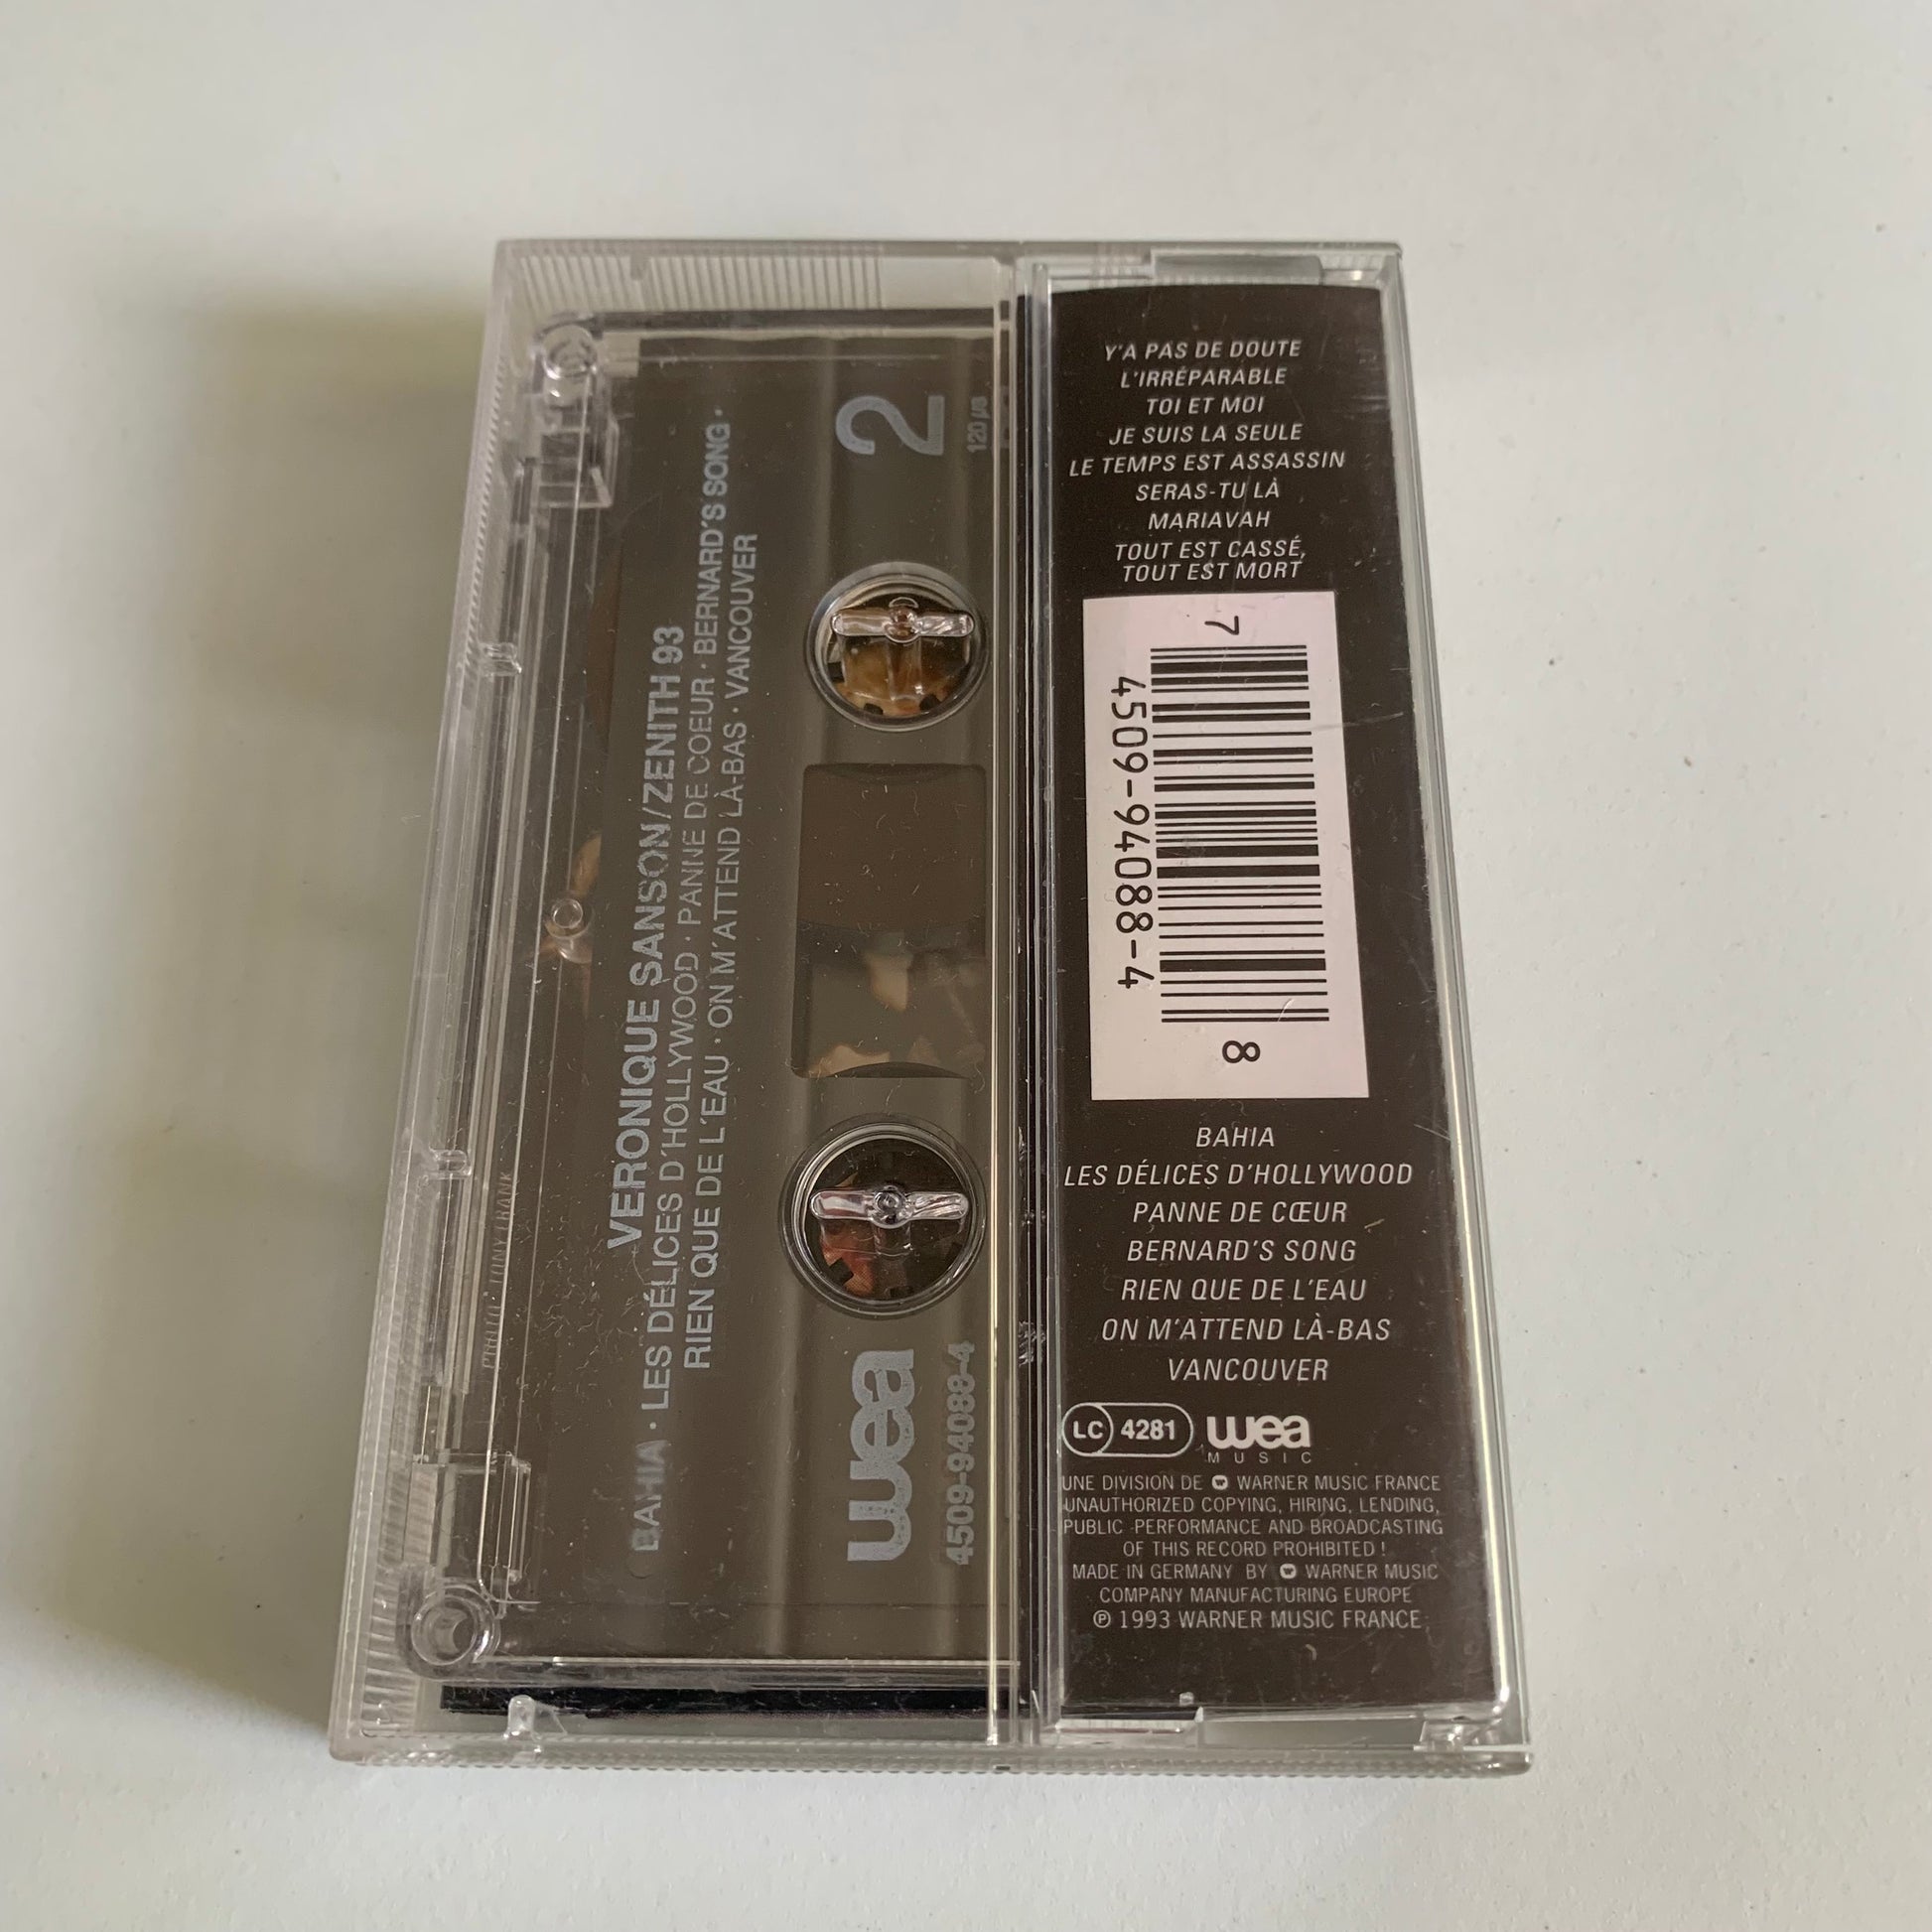 VERONIQUE SANSON/ZENITH 93
BAHIA · LES DÉLICES D'HOLLYWOOD · PANNE DE COEUR · BERNARD'S SONG ·
RIEN QUE DE L'EAU · ON M'ATTEND LÀ-BAS · VANCOUVER
2
120 µs
wea
4509-94088-4
PHOTO: TONY FRANK
Y'A PAS DE DOUTE
L'IRRÉPARABLE
TOI ET MOI
JE SUIS LA SEULE
LE TEMPS EST ASSASSIN
SERAS-TU LÀ
MARIAVAH
TOUT EST CASSÉ,
TOUT EST MORT
7
4509-94088-4
8
BAHIA
LES DÉLICES D'HOLLYWOOD
PANNE DE CŒUR
BERNARD'S SONG
RIEN QUE DE L'EAU
ON M'ATTEND LÀ-BAS
VANCOUVER
LC 4281 wea
MUSIC
UNE DIVISION DE WARNER MUSIC FRANCE
UNAUTHORIZED COPYING, HIRING, LENDING,
PUBLIC PERFORMANCE AND BROADCASTING
OF THIS RECORD PROHIBITED !
MADE IN GERMANY BY WARNER MUSIC
COMPANY MANUFACTURING EUROPE
℗ 1993 WARNER MUSIC FRANCE